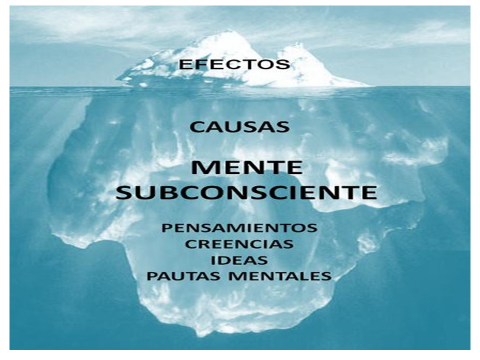 EFECTOS
CAUSAS
MENTE
SUBCONSCIENTE
PENSAMIENTOS
CREENCIAS
IDEAS
PAUTAS MENTALES